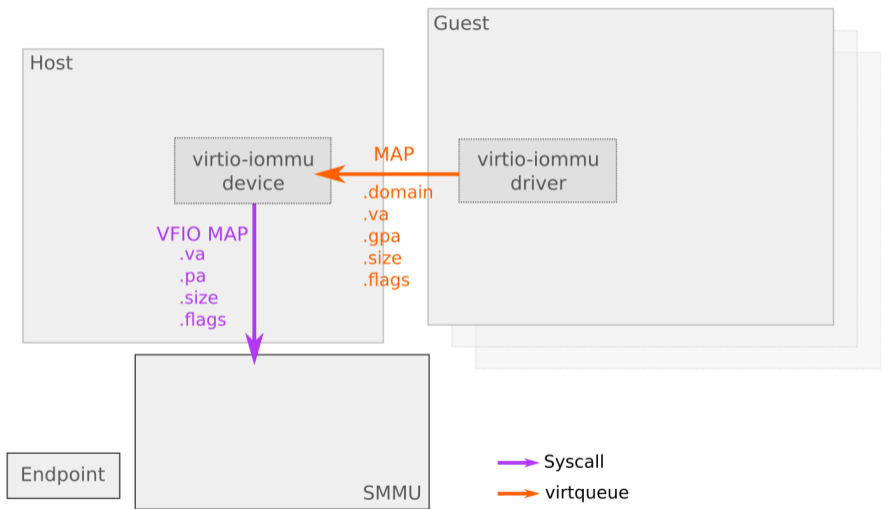 Guest
Host
virtio-iommu
device
MAP
virtio-iommu
driver
.domain
.va
.gpa
.size
.flags
VFIO MAP
.va
.pa
.size
.flags
Endpoint
SMMU
Syscall
virtqueue